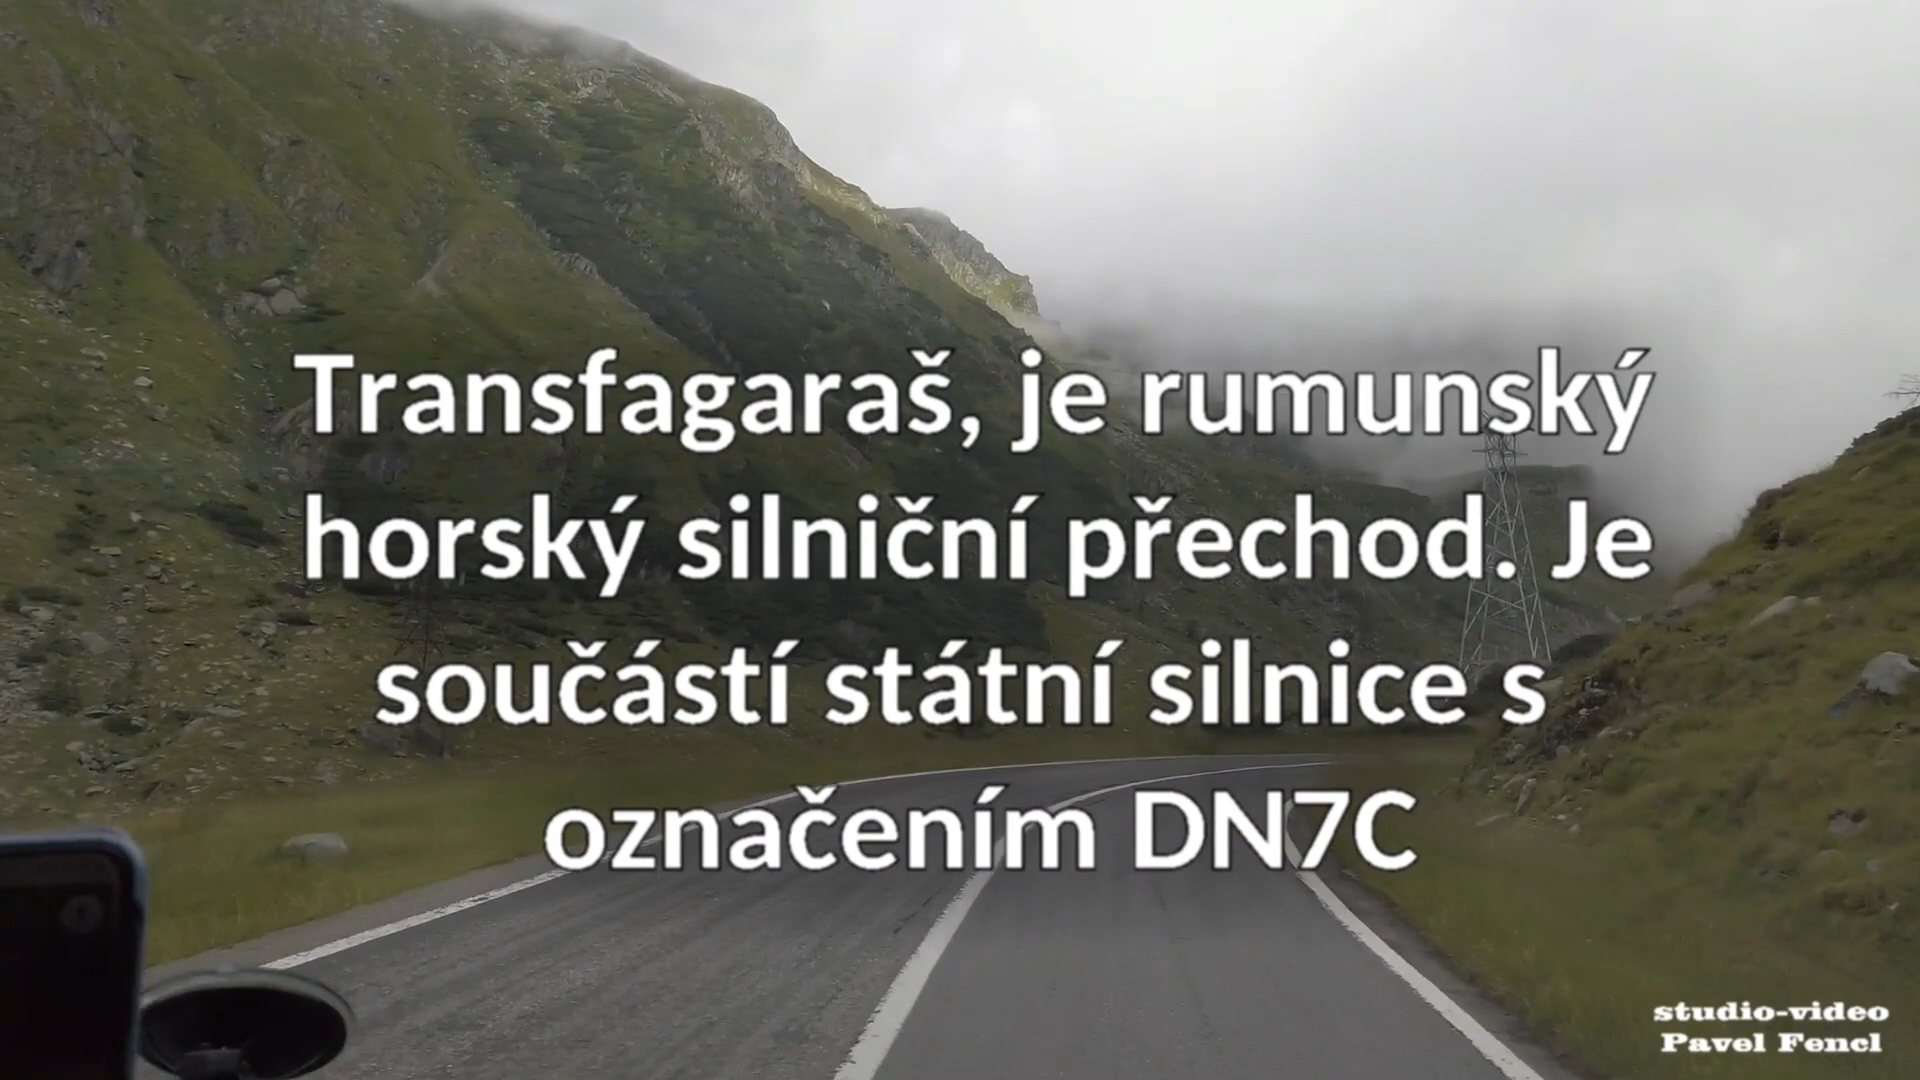 Transfagaraš, je rumunský
horský silniční přechod. Je
součástí státní silnice s
označením DN7C
studio-video
Pavel Fencl